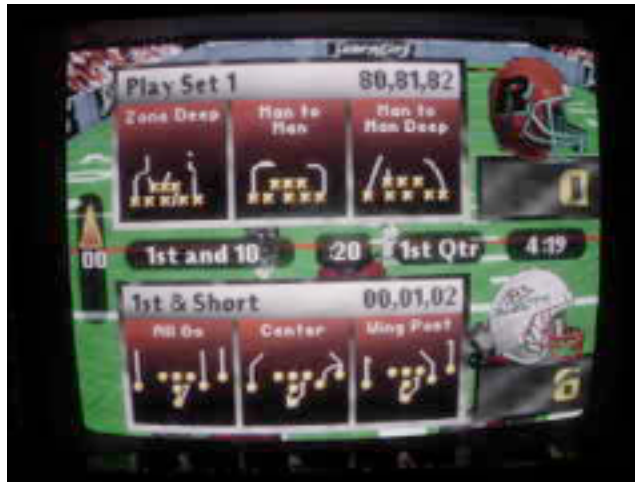 Play Set 1 80,81,82
Zone Deep
Man to
Man
Man to
Man Deep
R
0
00
1st and 10 :20 1st Qtr 4:19
1st & Short 00,01,02
All Go
Center
Wing Post
6